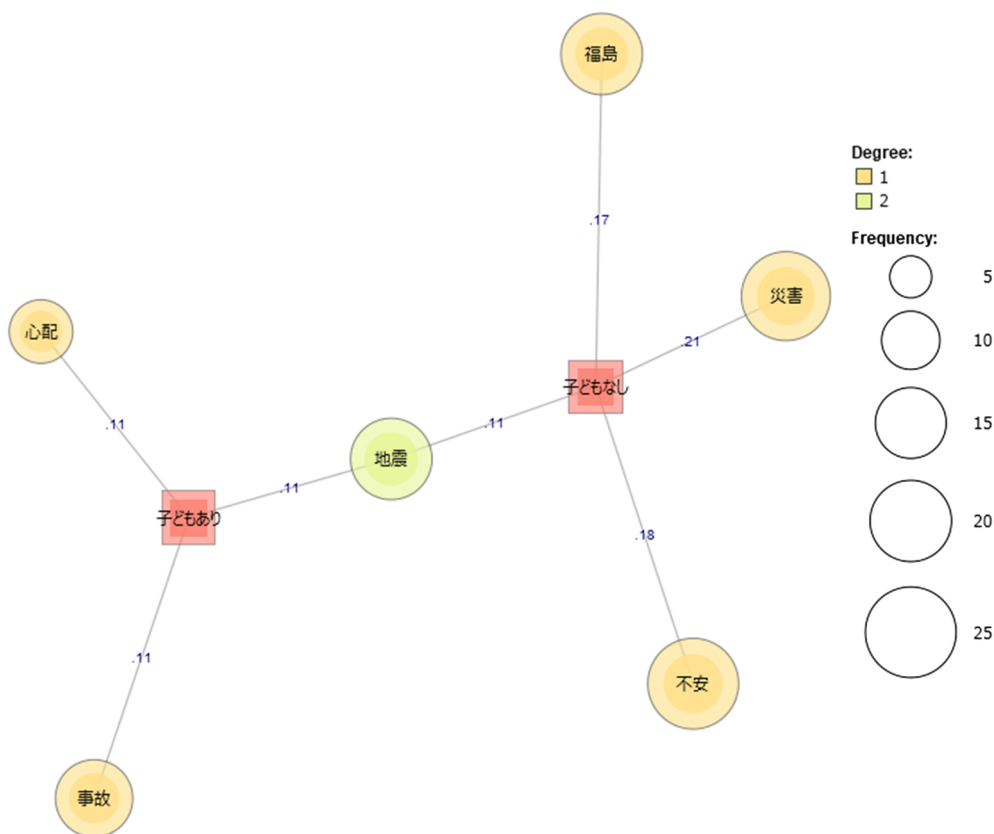 福島
Degree:
1
2
Frequency:
5
10
15
20
25
.17
災害
.21
心配
子どもなし
.11
.11
地震
.11
子どもあり
.18
.11
不安
事故